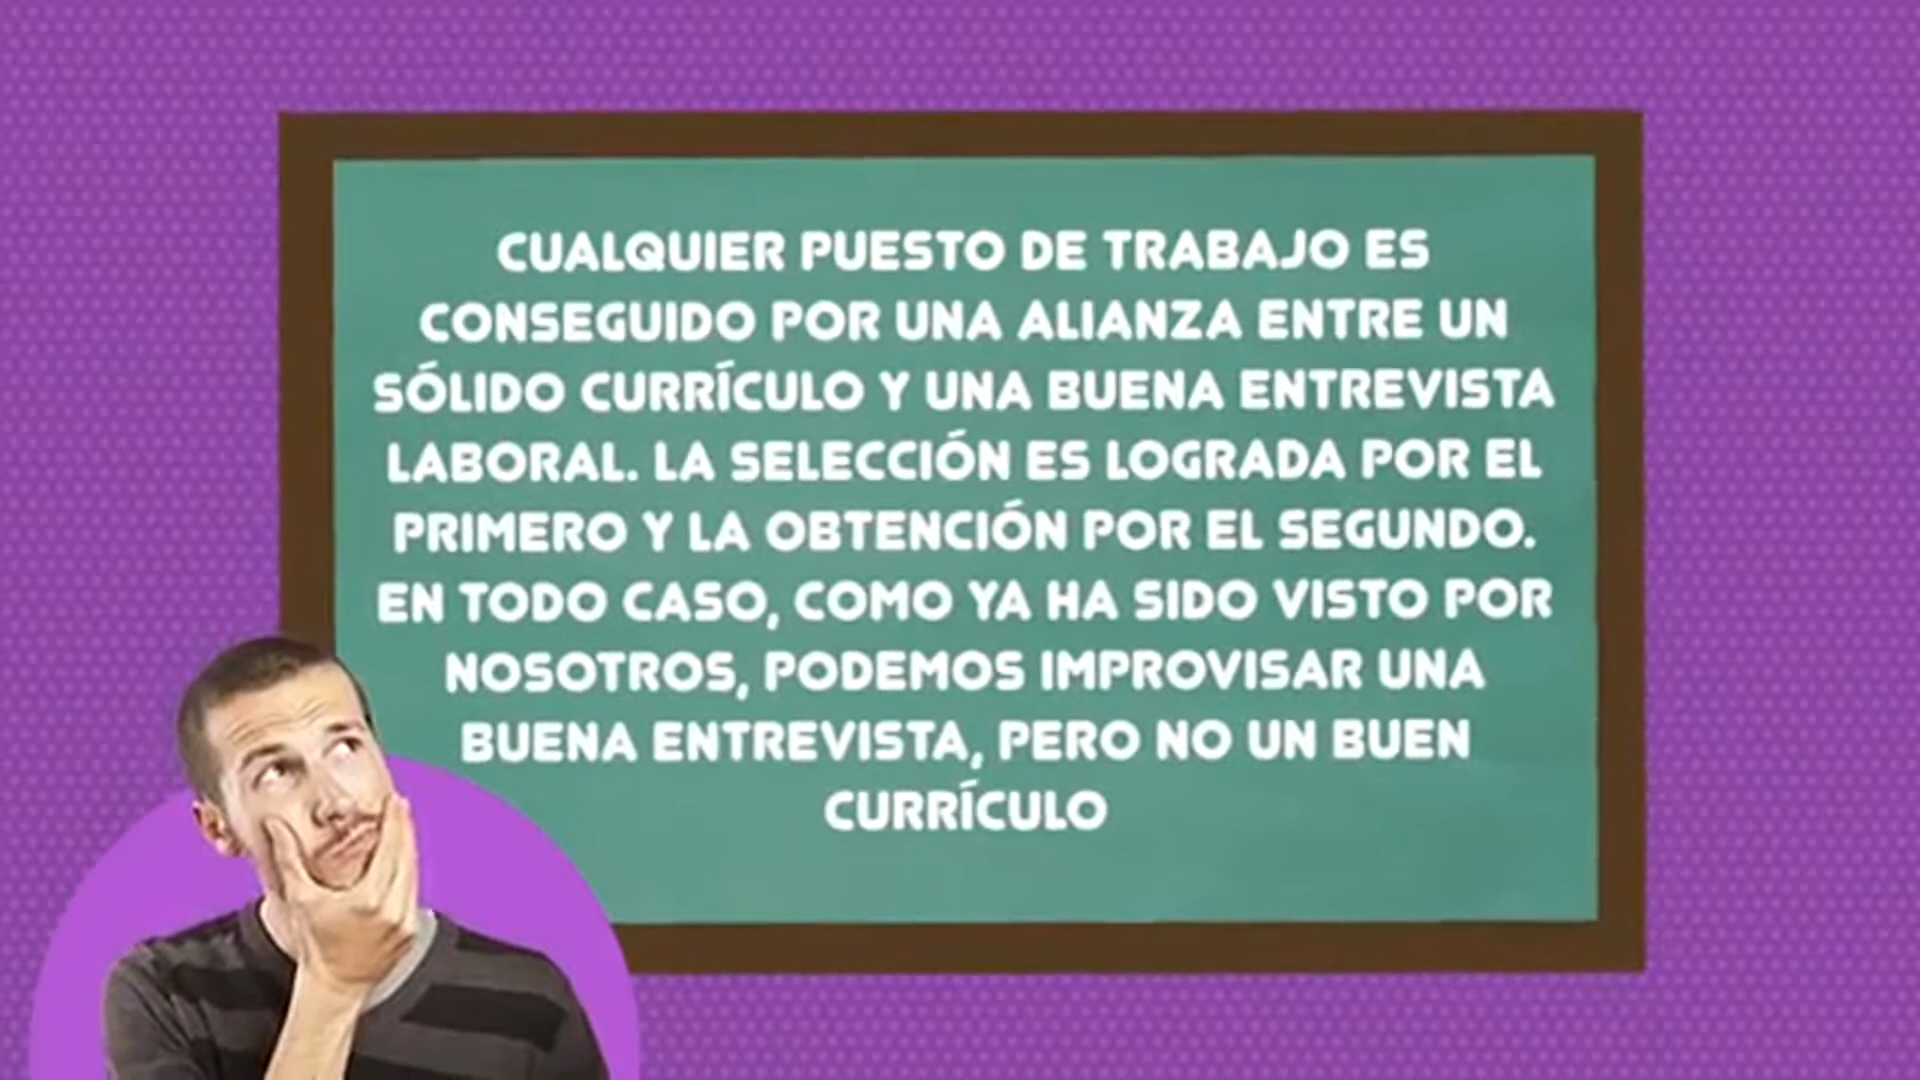 CUALQUIER PUESTO DE TRABAJO ES
CONSEGUIDO POR UNA ALIANZA ENTRE UN
SÓLIDO CURRÍCULO Y UNA BUENA ENTREVISTA
LABORAL. LA SELECCIÓN ES LOGRADA POR EL
PRIMERO Y LA OBTENCIÓN POR EL SEGUNDO.
EN TODO CASO, COMO YA HA SIDO VISTO POR
NOSOTROS, PODEMOS IMPROVISAR UNA
BUENA ENTREVISTA, PERO NO UN BUEN
CURRÍCULO